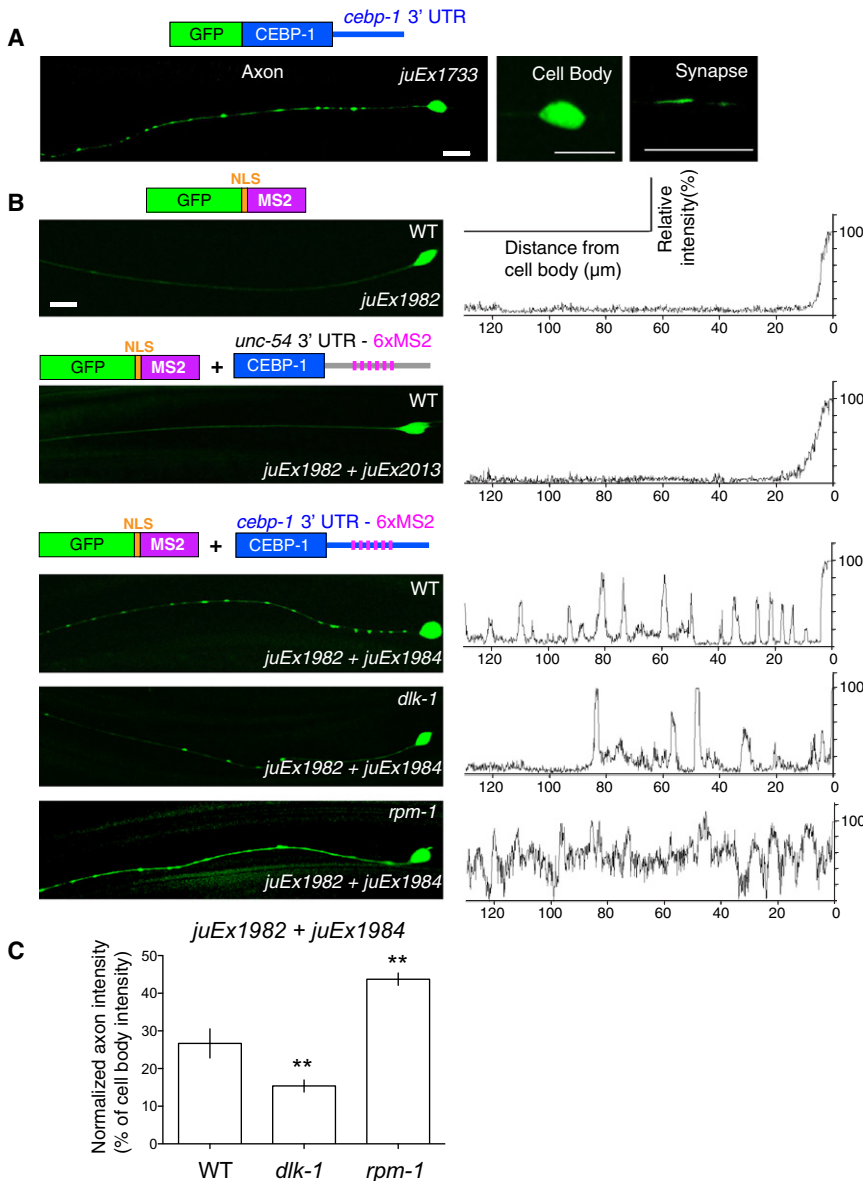 A
GFP CEBP-1 cebp-1 3' UTR
Axon
juEx1733
Cell Body
Synapse
B
NLS
GFP MS2
WT
juEx1982
Distance from cell body (µm)
Relative intensity(%)
100
120 100 80 60 40 20 0
NLS
GFP MS2 + CEBP-1
unc-54 3' UTR - 6xMS2
WT
juEx1982 + juEx2013
100
120 100 80 60 40 20 0
NLS
GFP MS2 + CEBP-1
cebp-1 3' UTR - 6xMS2
WT
juEx1982 + juEx1984
100
120 100 80 60 40 20 0
dlk-1
juEx1982 + juEx1984
100
120 100 80 60 40 20 0
rpm-1
juEx1982 + juEx1984
100
120 100 80 60 40 20 0
C
juEx1982 + juEx1984
Normalized axon intensity
(% of cell body intensity)
50
40
30
20
10
0
**
**
WT dlk-1 rpm-1